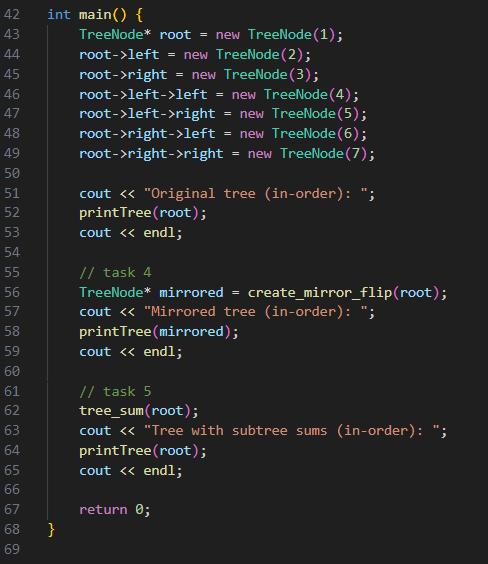 42 int main() {
43     TreeNode* root = new TreeNode(1);
44     root->left = new TreeNode(2);
45     root->right = new TreeNode(3);
46     root->left->left = new TreeNode(4);
47     root->left->right = new TreeNode(5);
48     root->right->left = new TreeNode(6);
49     root->right->right = new TreeNode(7);
50
51     cout << "Original tree (in-order): ";
52     printTree(root);
53     cout << endl;
54
55     // task 4
56     TreeNode* mirrored = create_mirror_flip(root);
57     cout << "Mirrored tree (in-order): ";
58     printTree(mirrored);
59     cout << endl;
60
61     // task 5
62     tree_sum(root);
63     cout << "Tree with subtree sums (in-order): ";
64     printTree(root);
65     cout << endl;
66
67     return 0;
68 }
69